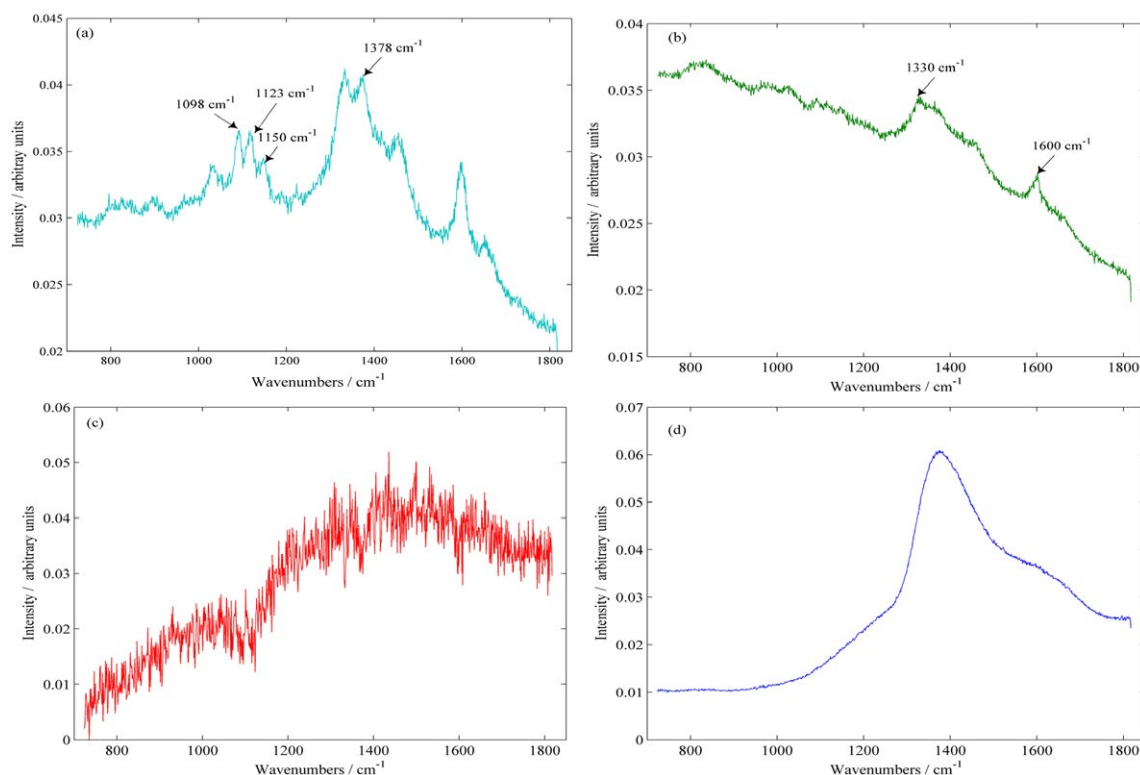 (a)
1378 cm-1
1123 cm-1
1098 cm-1
1150 cm-1
Intensity / arbitray units
0.045
0.04
0.035
0.03
0.025
0.02
800 1000 1200 1400 1600 1800
Wavenumbers / cm-1
(b)
1330 cm-1
1600 cm-1
Intensity / arbitrary units
0.04
0.035
0.03
0.025
0.02
0.015
800 1000 1200 1400 1600 1800
Wavenumbers / cm-1
(c)
Intensity / arbitrary units
0.06
0.05
0.04
0.03
0.02
0.01
0
800 1000 1200 1400 1600 1800
Wavenumbers / cm-1
(d)
Intensity / arbitrary units
0.07
0.06
0.05
0.04
0.03
0.02
0.01
0
800 1000 1200 1400 1600 1800
Wavenumbers / cm-1